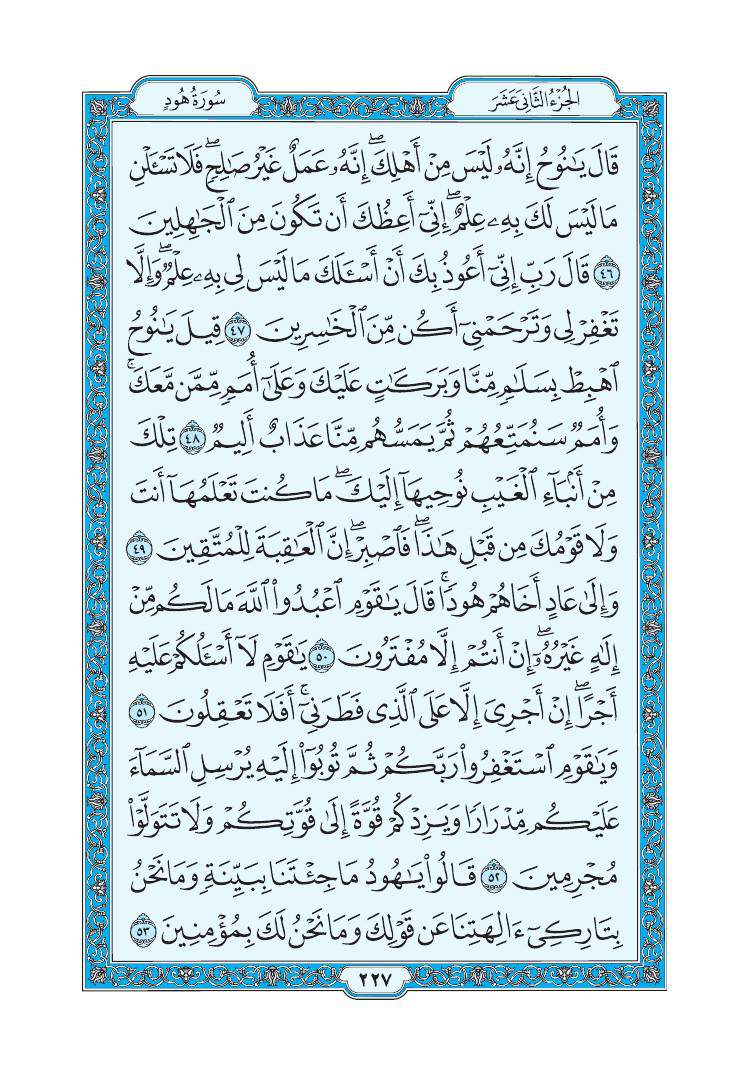 الجُزْءُ الثَّانِي عَشَرَ
سُورَةُ هُودٍ
قَالَ يَٰنُوحُ إِنَّهُۥ لَيْسَ مِنْ أَهْلِكَۖ إِنَّهُۥ عَمَلٌ غَيْرُ صَٰلِحٖۖ فَلَا تَسْـَٔلْنِ
مَا لَيْسَ لَكَ بِهِۦ عِلْمٌۖ إِنِّيٓ أَعِظُكَ أَن تَكُونَ مِنَ ٱلْجَٰهِلِينَ
٤٦ قَالَ رَبِّ إِنِّيٓ أَعُوذُ بِكَ أَنْ أَسْـَٔلَكَ مَا لَيْسَ لِي بِهِۦ عِلْمٌۖ وَإِلَّا
تَغْفِرْ لِي وَتَرْحَمْنِيٓ أَكُن مِّنَ ٱلْخَٰسِرِينَ ٤٧ قِيلَ يَٰنُوحُ
ٱهْبِطْ بِسَلَٰمٍ مِّنَّا وَبَرَكَٰتٍ عَلَيْكَ وَعَلَىٰٓ أُمَمٍ مِّمَّن مَّعَكَۚ
وَأُمَمٌ سَنُمَتِّعُهُمْ ثُمَّ يَمَسُّهُم مِّنَّا عَذَابٌ أَلِيمٌ ٤٨ تِلْكَ
مِنْ أَنۢبَآءِ ٱلْغَيْبِ نُوحِيهَآ إِلَيْكَۖ مَا كُنتَ تَعْلَمُهَآ أَنتَ
وَلَا قَوْمُكَ مِن قَبْلِ هَٰذَاۖ فَٱصْبِرْۖ إِنَّ ٱلْعَٰقِبَةَ لِلْمُتَّقِينَ ٤٩
وَإِلَىٰ عَادٍ أَخَاهُمْ هُودًاۚ قَالَ يَٰقَوْمِ ٱعْبُدُوا۟ ٱللَّهَ مَا لَكُم مِّنْ
إِلَٰهٍ غَيْرُهُۥٓۖ إِنْ أَنتُمْ إِلَّا مُفْتَرُونَ ٥٠ يَٰقَوْمِ لَآ أَسْـَٔلُكُمْ عَلَيْهِ
أَجْرًاۖ إِنْ أَجْرِيَ إِلَّا عَلَى ٱلَّذِي فَطَرَنِيٓۚ أَفَلَا تَعْقِلُونَ ٥١
وَيَٰقَوْمِ ٱسْتَغْفِرُوا۟ رَبَّكُمْ ثُمَّ تُوبُوٓا۟ إِلَيْهِ يُرْسِلِ ٱلسَّمَآءَ
عَلَيْكُم مِّدْرَارًا وَيَزِدْكُمْ قُوَّةً إِلَىٰ قُوَّتِكُمْ وَلَا تَتَوَلَّوْا۟
مُجْرِمِينَ ٥٢ قَالُوا۟ يَٰهُودُ مَا جِئْتَنَا بِبَيِّنَةٍ وَمَا نَحْنُ
بِتَارِكِيٓ ءَالِهَتِنَا عَن قَوْلِكَ وَمَا نَحْنُ لَكَ بِمُؤْمِنِينَ ٥٣
٢٢٧